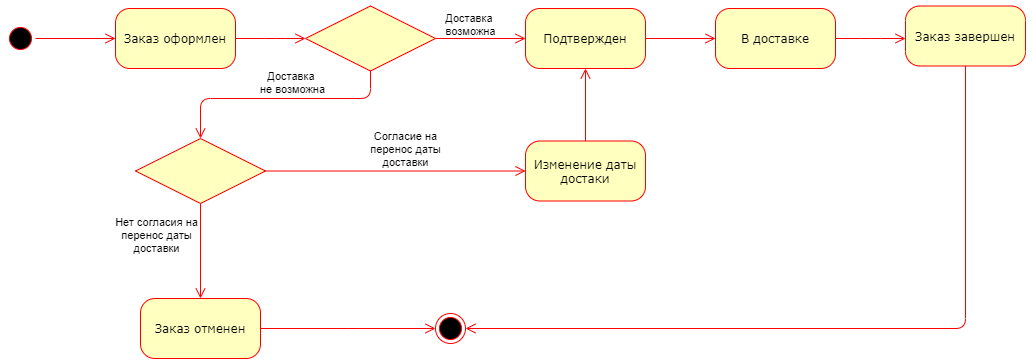 Заказ оформлен
Доставка
возможна
Подтвержден
В доставке
Заказ завершен
Доставка
не возможна
Согласие на
перенос даты
доставки
Изменение даты
достаки
Нет согласия на
перенос даты
доставки
Заказ отменен